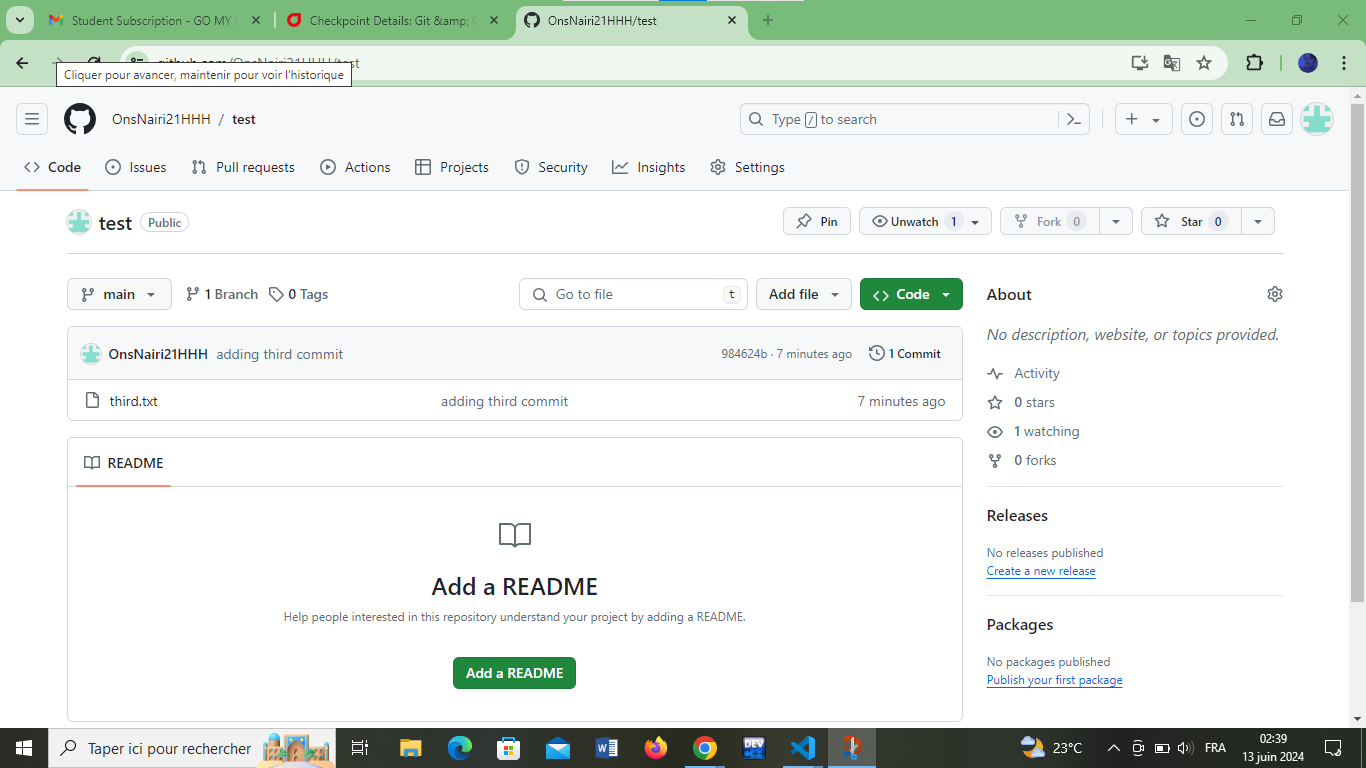 Student Subscription - GO MY C
Checkpoint Details: Git &amp; G
OnsNairi21HHH/test
github.com/OnsNairi21HHH/test
Cliquer pour avancer, maintenir pour voir l'historique
OnsNairi21HHH / test
Type / to search
Code Issues Pull requests Actions Projects Security Insights Settings
test Public
Pin Unwatch 1 Fork 0 Star 0
main 1 Branch 0 Tags Go to file t Add file Code
OnsNairi21HHH adding third commit 984624b · 7 minutes ago 1 Commit
third.txt adding third commit 7 minutes ago
README
Add a README
Help people interested in this repository understand your project by adding a README.
Add a README
About
No description, website, or topics provided.
Activity
0 stars
1 watching
0 forks
Releases
No releases published
Create a new release
Packages
No packages published
Publish your first package
Taper ici pour rechercher
DEV
23°C
FRA
02:39
13 juin 2024